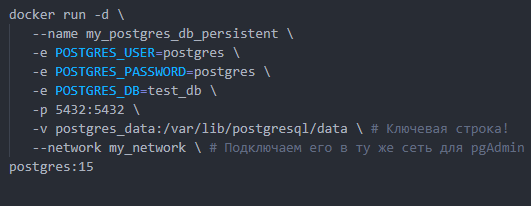 docker run -d \
--name my_postgres_db_persistent \
-e POSTGRES_USER=postgres \
-e POSTGRES_PASSWORD=postgres \
-e POSTGRES_DB=test_db \
-p 5432:5432 \
-v postgres_data:/var/lib/postgresql/data \ # Ключевая строка!
--network my_network \ # Подключаем его в ту же сеть для pgAdmin
postgres:15